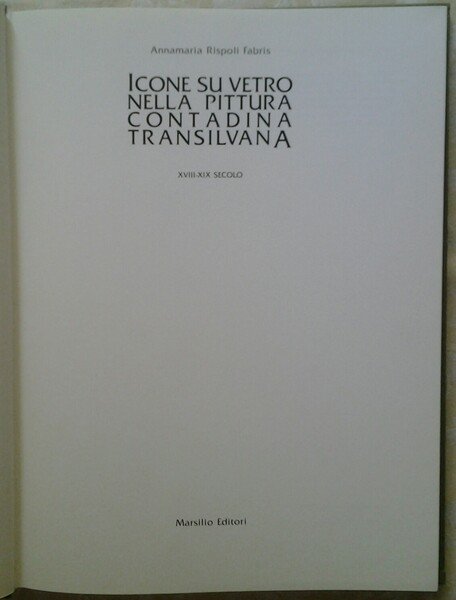 Annamaria Rispoli Fabris
ICONE SU VETRO
NELLA PITTURA
CONTADINA
TRANSILVANA
XVIII-XIX SECOLO
Marsilio Editori